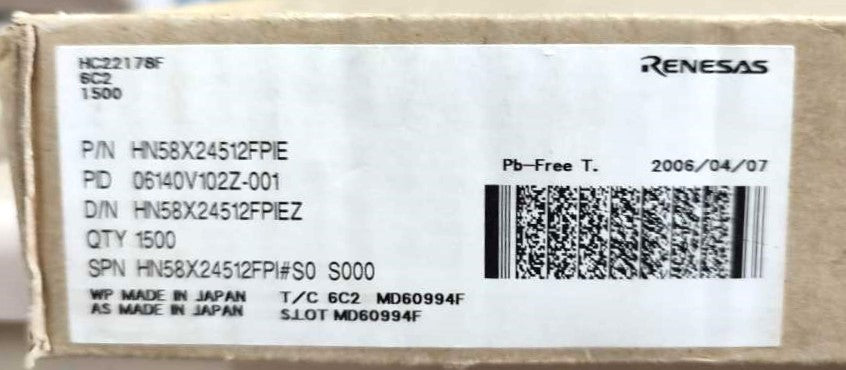 HC22178F
6C2
1500
RENESAS
P/N HN58X24512FPIE
PID 06140V102Z-001
D/N HN58X24512FPIEZ
QTY 1500
SPN HN58X24512FPI#S0 S000
Pb-Free T. 2006/04/07
WP MADE IN JAPAN T/C 6C2 MD60994F
AS MADE IN JAPAN S.LOT MD60994F